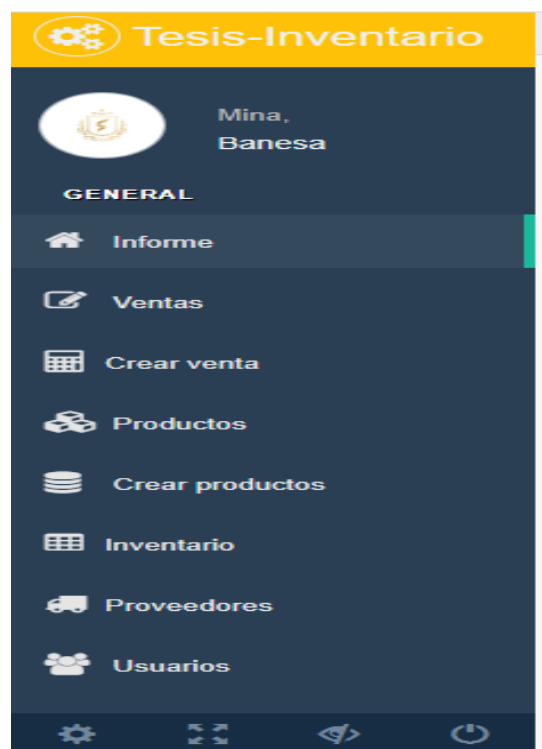 Tesis-Inventario
Mina,
Banesa
GENERAL
Informe
Ventas
Crear venta
Productos
Crear productos
Inventario
Proveedores
Usuarios